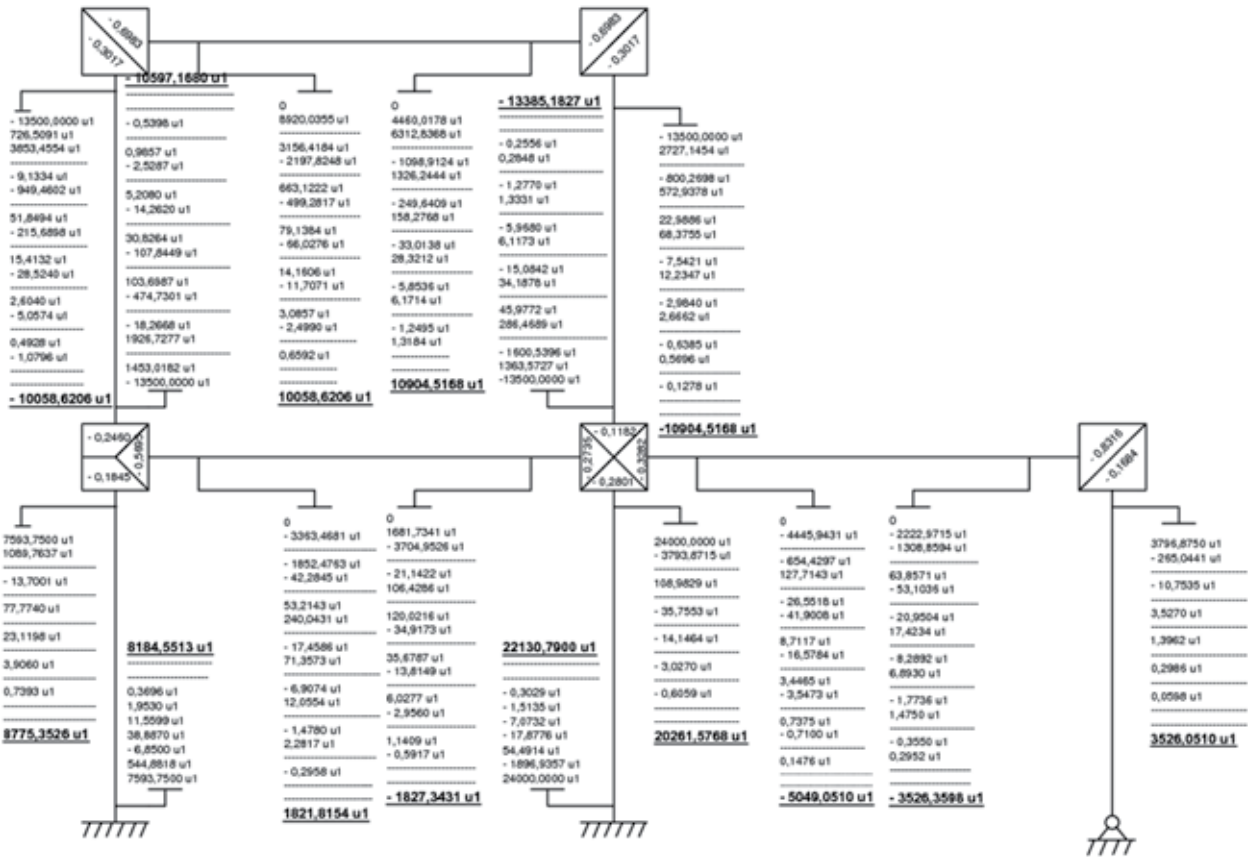 - 0,6983
- 0,3017
- 0,6983
- 0,3017
- 10597,1680 u1
- 0,5398 u1
0,9857 u1
- 2,5287 u1
5,2080 u1
- 14,2620 u1
30,8264 u1
- 107,8449 u1
103,6987 u1
- 474,7301 u1
- 18,2668 u1
1926,7277 u1
1453,0182 u1
- 13500,0000 u1
- 13500,0000 u1
726,5091 u1
3853,4554 u1
- 9,1334 u1
- 949,4602 u1
51,8494 u1
- 215,6898 u1
15,4132 u1
- 28,5240 u1
2,6040 u1
- 5,0574 u1
0,4928 u1
- 1,0796 u1
- 10058,6206 u1
0
8920,0355 u1
3156,4184 u1
- 2197,8248 u1
663,1222 u1
- 499,2817 u1
79,1384 u1
- 66,0276 u1
14,1606 u1
- 11,7071 u1
3,0857 u1
- 2,4990 u1
0,6592 u1
10058,6206 u1
0
4460,0178 u1
6312,8368 u1
- 1098,9124 u1
1326,2444 u1
- 249,6409 u1
158,2768 u1
- 33,0138 u1
28,3212 u1
- 5,8536 u1
6,1714 u1
- 1,2495 u1
1,3184 u1
10904,5168 u1
- 13385,1827 u1
- 0,2556 u1
0,2848 u1
- 1,2770 u1
1,3331 u1
- 5,9680 u1
6,1173 u1
- 15,0842 u1
34,1878 u1
45,9772 u1
286,4689 u1
- 1600,5396 u1
1363,5727 u1
-13500,0000 u1
- 13500,0000 u1
2727,1454 u1
- 800,2698 u1
572,9378 u1
22,9886 u1
68,3755 u1
- 7,5421 u1
12,2347 u1
- 2,9840 u1
2,6662 u1
- 0,6385 u1
0,5696 u1
- 0,1278 u1
-10904,5168 u1
- 0,2460
- 0,5695
- 0,1845
- 0,1182
- 0,2735
- 0,3282
- 0,2801
- 0,8316
- 0,1684
7593,7500 u1
1089,7637 u1
- 13,7001 u1
77,7740 u1
23,1198 u1
3,9060 u1
0,7393 u1
8775,3526 u1
8184,5513 u1
0,3696 u1
1,9530 u1
11,5599 u1
38,8870 u1
- 6,8500 u1
544,8818 u1
7593,7500 u1
0
- 3363,4681 u1
- 1852,4763 u1
- 42,2845 u1
53,2143 u1
240,0431 u1
- 17,4586 u1
71,3573 u1
- 6,9074 u1
12,0554 u1
- 1,4780 u1
2,2817 u1
- 0,2958 u1
1821,8154 u1
0
1681,7341 u1
- 3704,9526 u1
- 21,1422 u1
106,4286 u1
120,0216 u1
- 34,9173 u1
35,6787 u1
- 13,8149 u1
6,0277 u1
- 2,9560 u1
1,1409 u1
- 0,5917 u1
- 1827,3431 u1
22130,7900 u1
- 0,3029 u1
- 1,5135 u1
- 7,0732 u1
- 17,8776 u1
54,4914 u1
- 1896,9357 u1
24000,0000 u1
24000,0000 u1
- 3793,8715 u1
108,9829 u1
- 35,7553 u1
- 14,1464 u1
- 3,0270 u1
- 0,6059 u1
20261,5768 u1
0
- 4445,9431 u1
- 654,4297 u1
127,7143 u1
- 26,5518 u1
- 41,9008 u1
8,7117 u1
- 16,5784 u1
3,4465 u1
- 3,5473 u1
0,7375 u1
- 0,7100 u1
0,1476 u1
- 5049,0510 u1
0
- 2222,9715 u1
- 1308,8594 u1
63,8571 u1
- 53,1036 u1
- 20,9504 u1
17,4234 u1
- 8,2892 u1
6,8930 u1
- 1,7736 u1
1,4750 u1
- 0,3550 u1
0,2952 u1
- 3526,3598 u1
3796,8750 u1
- 265,0441 u1
- 10,7535 u1
3,5270 u1
1,3962 u1
0,2986 u1
0,0598 u1
3526,0510 u1